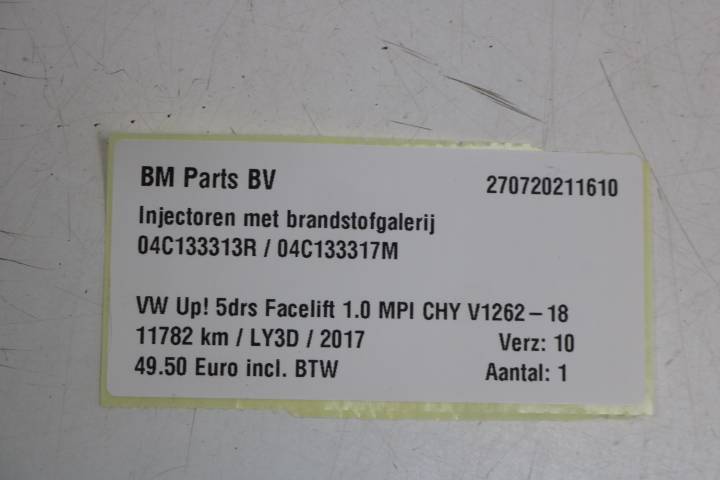 BM Parts BV 270720211610
Injectoren met brandstofgalerij
04C133313R / 04C133317M
VW Up! 5drs Facelift 1.0 MPI CHY V1262-18
11782 km / LY3D / 2017 Verz: 10
49.50 Euro incl. BTW Aantal: 1